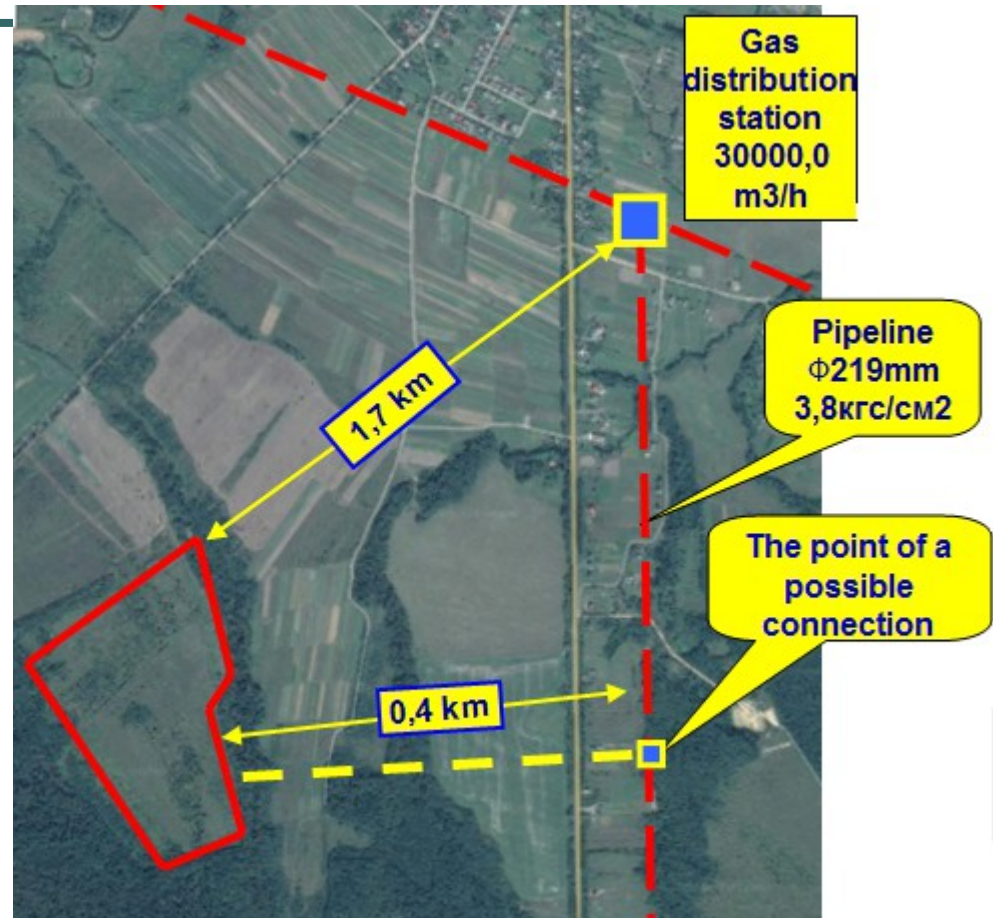 Gas
distribution
station
30000,0
m3/h
1,7 km
Pipeline
Ф219mm
3,8кгс/см2
The point of a
possible
connection
0,4 km